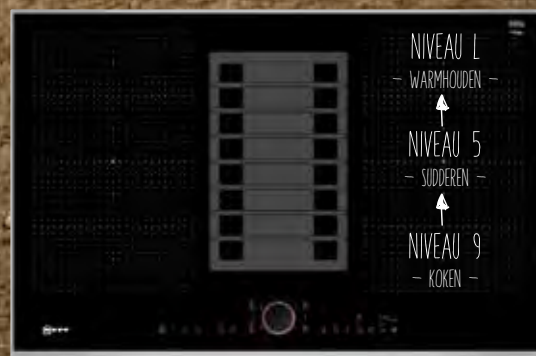 NIVEAU L
– WARMHOUDEN –
NIVEAU 5
– SUDDEREN –
NIVEAU 9
– KOKEN –